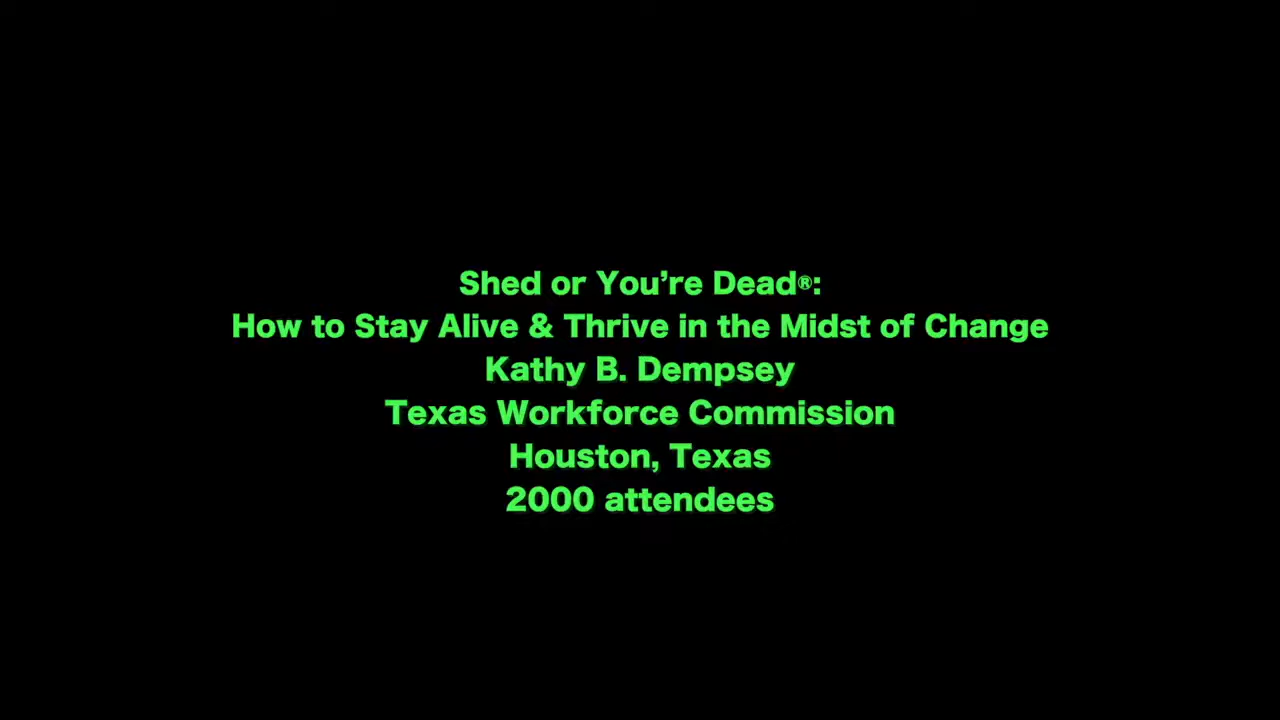 Shed or You’re Dead®:
How to Stay Alive & Thrive in the Midst of Change
Kathy B. Dempsey
Texas Workforce Commission
Houston, Texas
2000 attendees